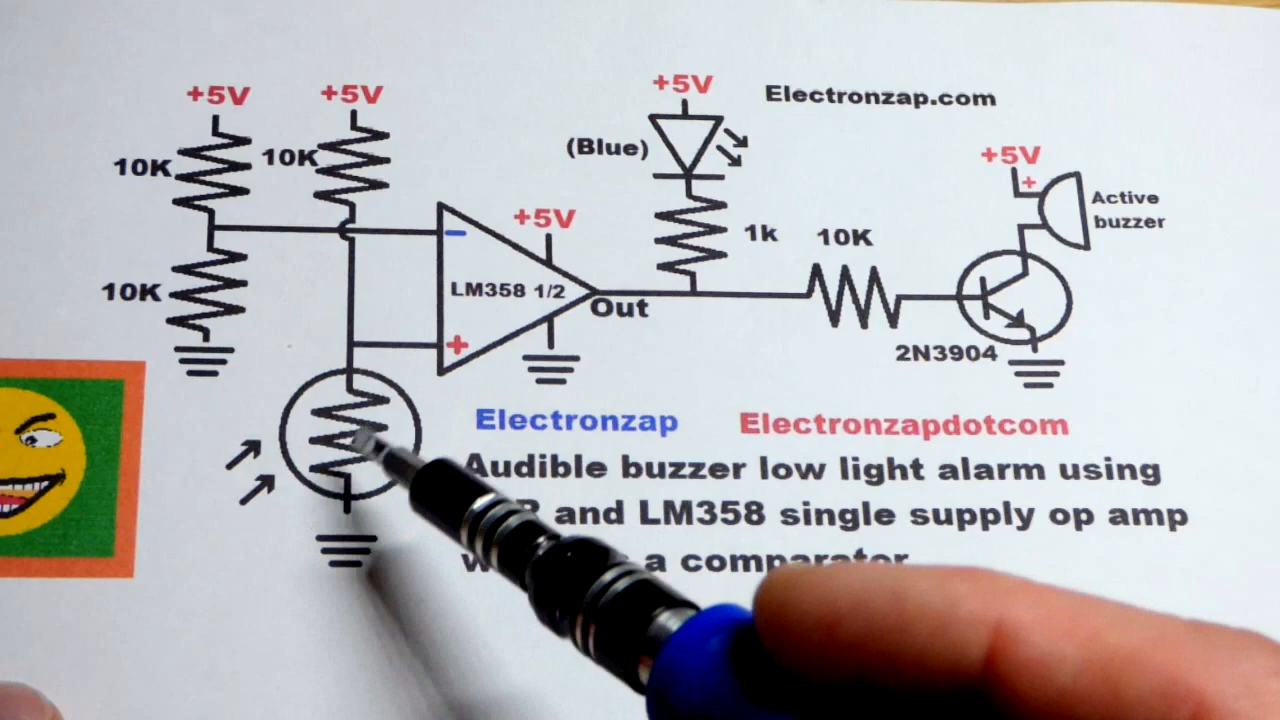 +5V +5V +5V Electronzap.com
10K 10K (Blue) +5V
+ Active
buzzer
− +5V 1k 10K
10K LM358 1/2
Out
+ 2N3904
Electronzap Electronzapdotcom
Audible buzzer low light alarm using
and LM358 single supply op amp
a comparator